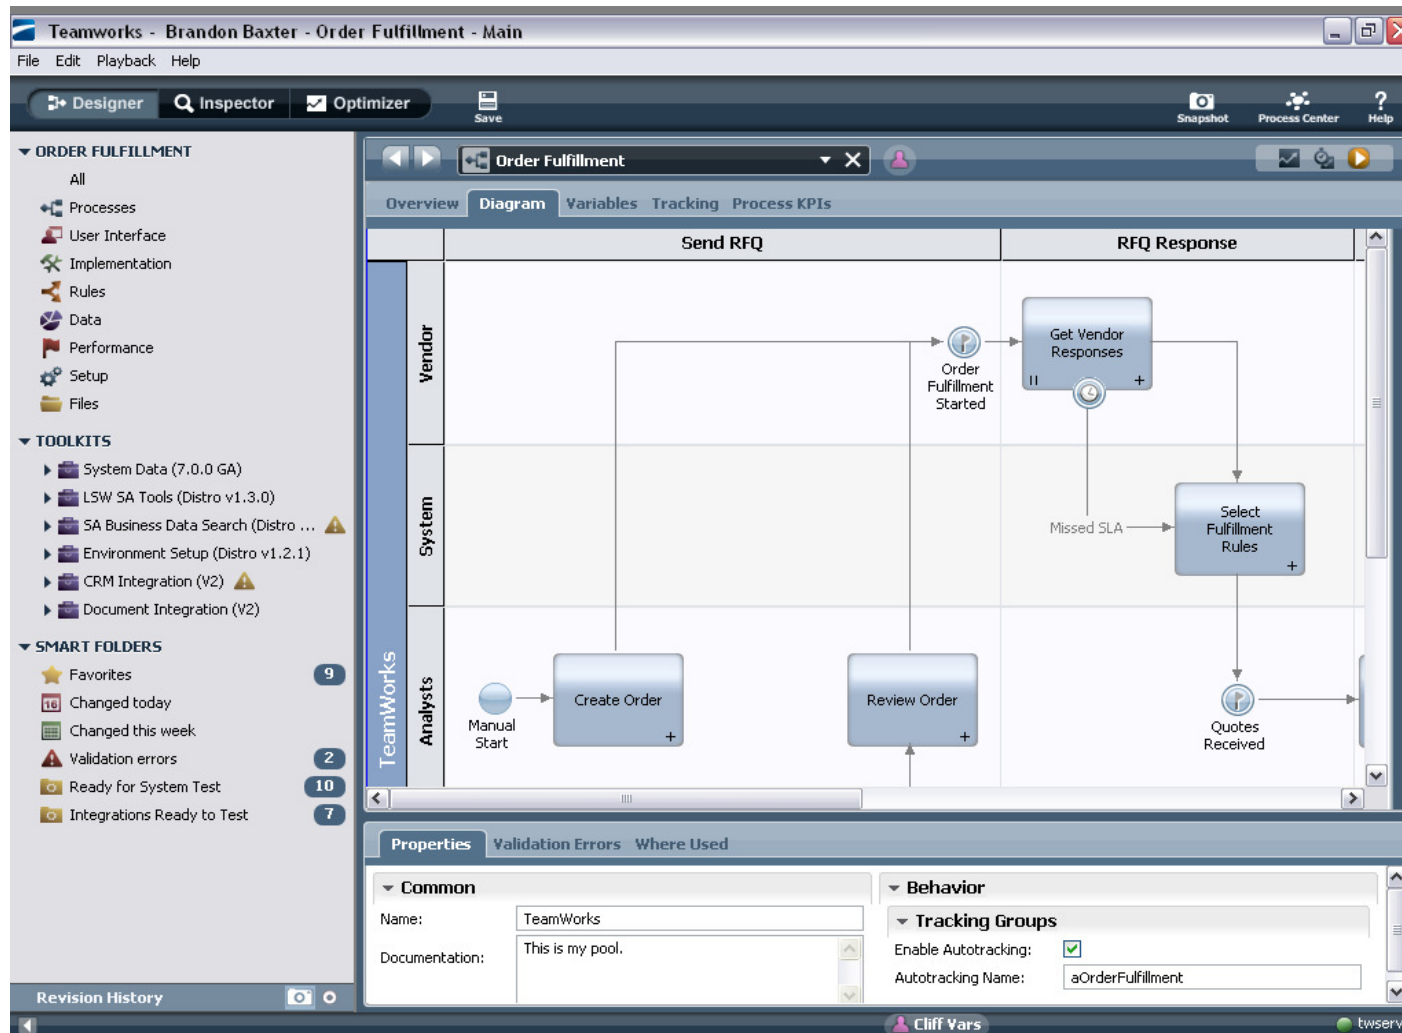 Teamworks - Brandon Baxter - Order Fulfillment - Main
File Edit Playback Help
Designer Inspector Optimizer Save Snapshot Process Center Help
ORDER FULFILLMENT
All
Processes
User Interface
Implementation
Rules
Data
Performance
Setup
Files
TOOLKITS
System Data (7.0.0 GA)
LSW SA Tools (Distro v1.3.0)
SA Business Data Search (Distro ...
Environment Setup (Distro v1.2.1)
CRM Integration (V2)
Document Integration (V2)
SMART FOLDERS
Favorites 9
Changed today
Changed this week
Validation errors 2
Ready for System Test 10
Integrations Ready to Test 7
Revision History
Order Fulfillment
Overview Diagram Variables Tracking Process KPIs
Send RFQ RFQ Response
TeamWorks
Vendor
Order
Fulfillment
Started
Get Vendor
Responses
System
Missed SLA
Select
Fulfillment
Rules
Analysts
Manual
Start
Create Order
Review Order
Quotes
Received
Properties Validation Errors Where Used
Common
Name: TeamWorks
Documentation: This is my pool.
Behavior
Tracking Groups
Enable Autotracking:
Autotracking Name: aOrderFulfillment
Cliff Vars
twserv